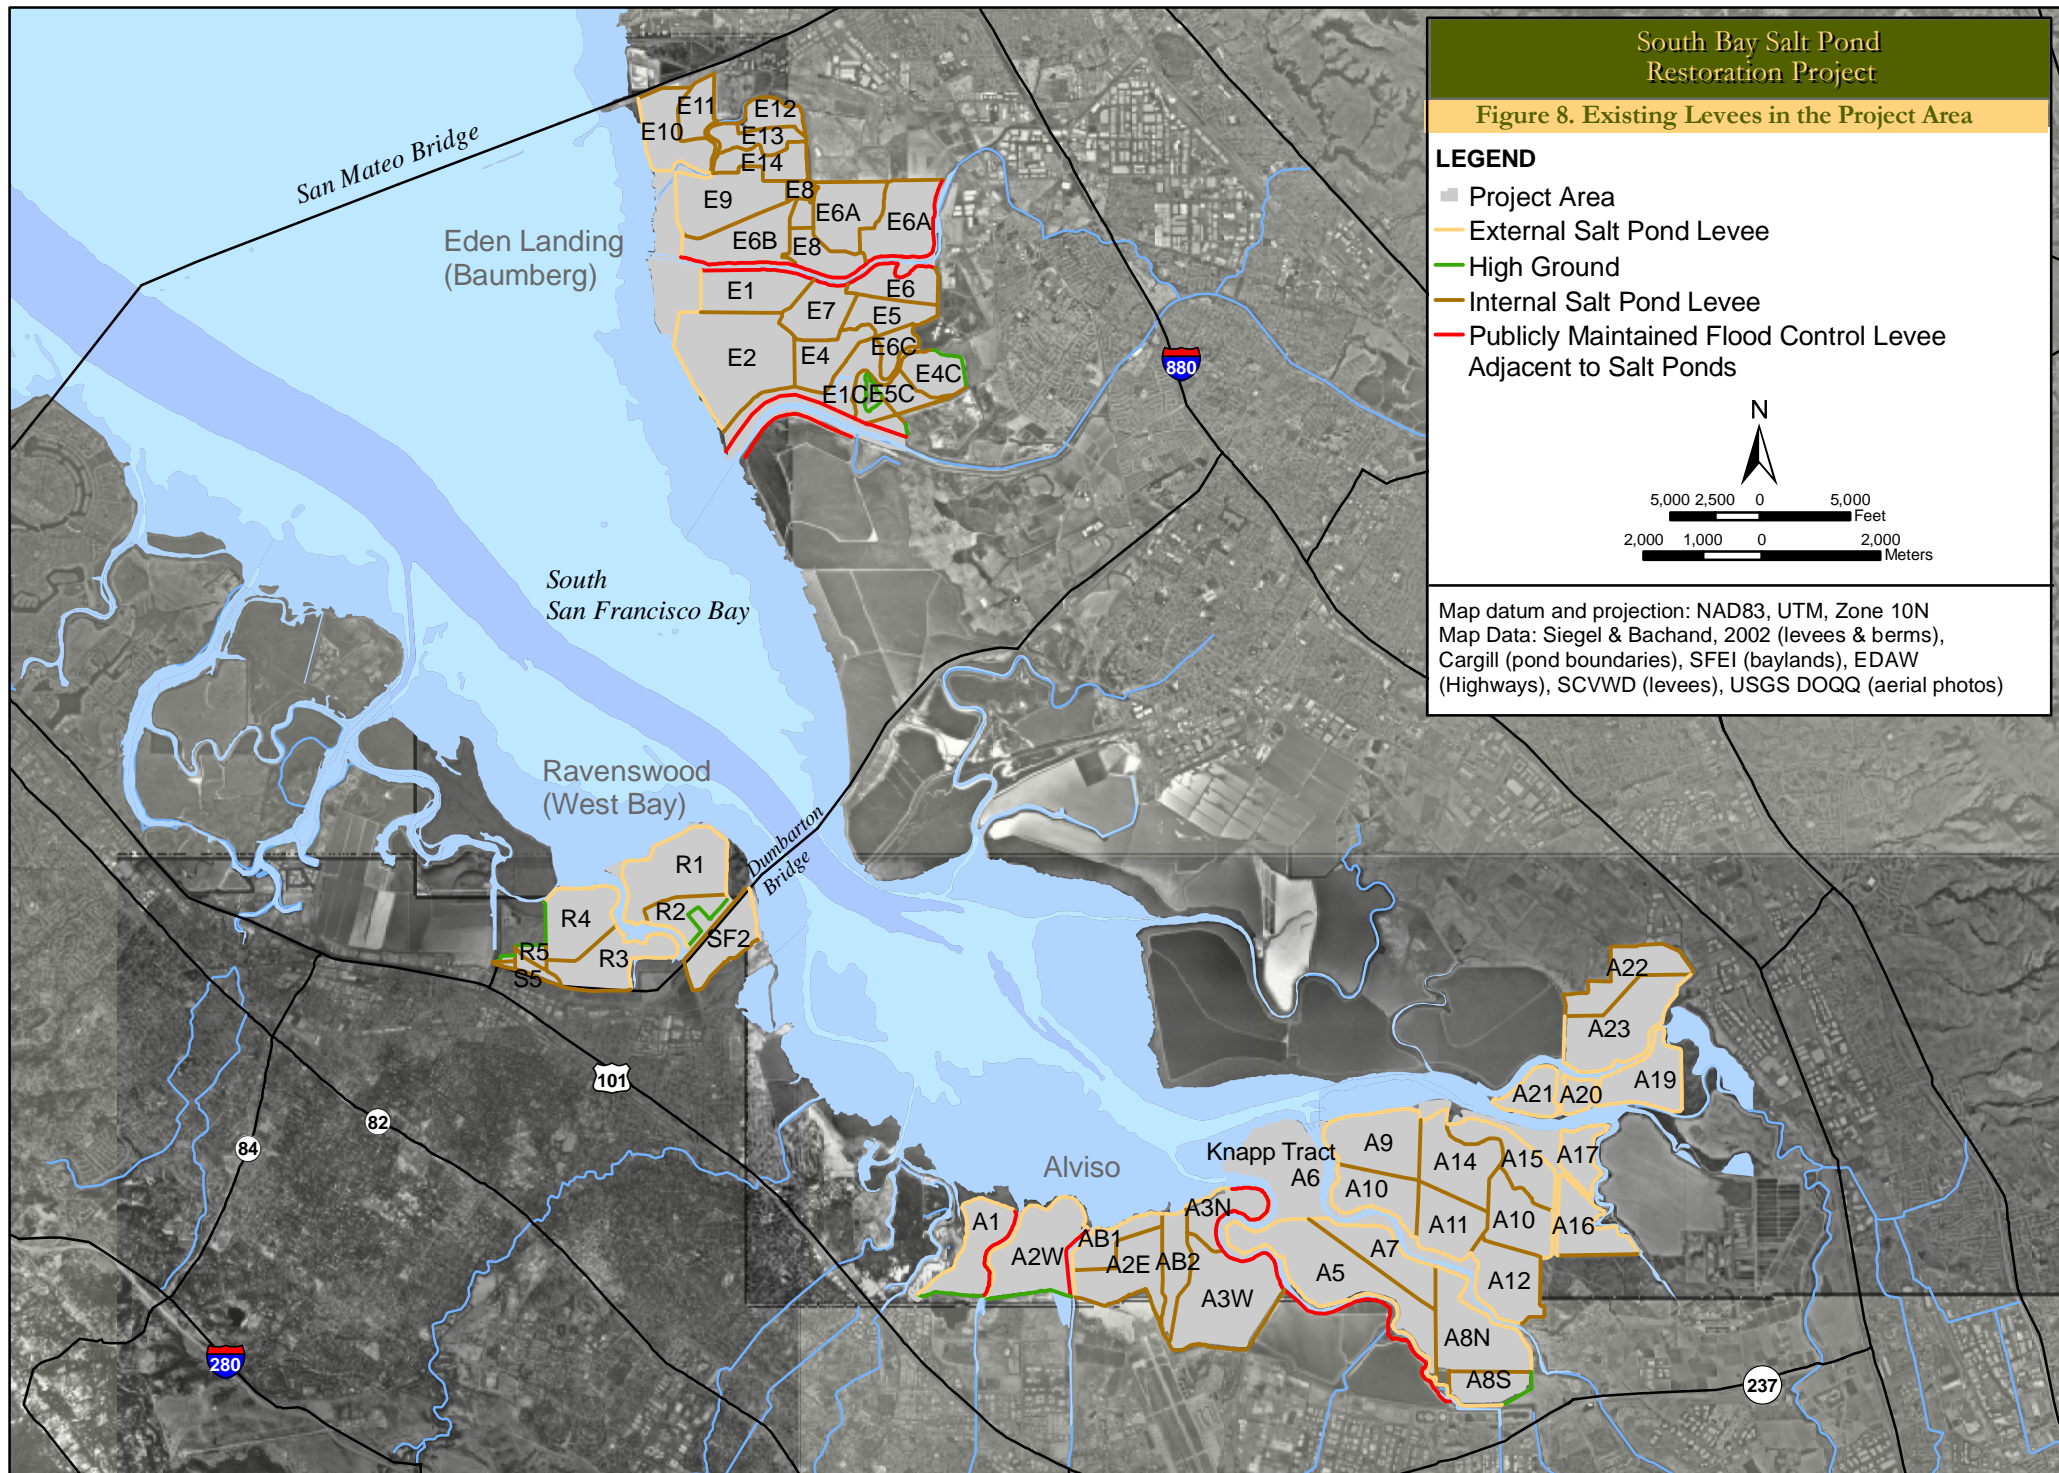 South Bay Salt Pond
Restoration Project
Figure 8. Existing Levees in the Project Area
LEGEND
Project Area
External Salt Pond Levee
High Ground
Internal Salt Pond Levee
Publicly Maintained Flood Control Levee
Adjacent to Salt Ponds
N
5,000 2,500 0 5,000
Feet
2,000 1,000 0 2,000
Meters
Map datum and projection: NAD83, UTM, Zone 10N
Map Data: Siegel & Bachand, 2002 (levees & berms),
Cargill (pond boundaries), SFEI (baylands), EDAW
(Highways), SCVWD (levees), USGS DOQQ (aerial photos)
San Mateo Bridge
Eden Landing
(Baumberg)
E11
E12
E10
E13
E14
E9
E8
E6A
E6A
E6B
E8
E1
E6
E7
E5
E2
E4
E6C
E4C
E1C
E5C
880
South
San Francisco Bay
Ravenswood
(West Bay)
Dumbarton
Bridge
R1
R2
R4
SF2
R5
R3
S5
101
82
84
280
237
Alviso
Knapp Tract
A6
A22
A23
A19
A21
A20
A9
A14
A15
A17
A10
A11
A10
A16
A1
A3N
AB1
A2W
A2E
AB2
A7
A5
A12
A3W
A8N
A8S